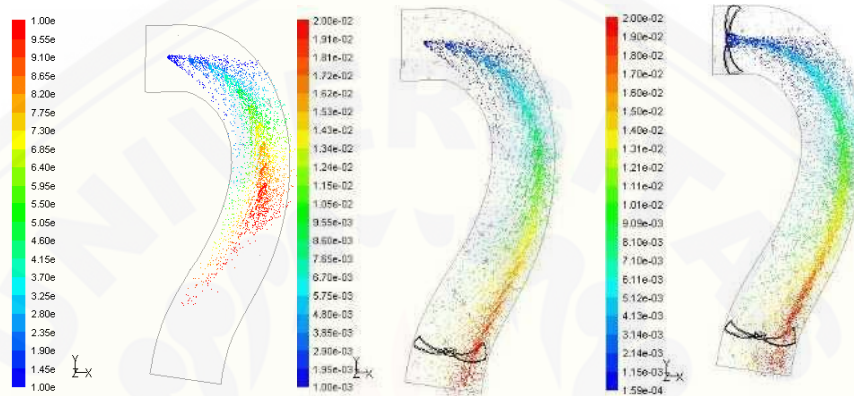 1.00e
9.55e
9.10e
8.65e
8.20e
7.75e
7.30e
6.85e
6.40e
5.95e
5.50e
5.05e
4.60e
4.15e
3.70e
3.25e
2.80e
2.35e
1.90e
1.45e
1.00e
Y
Z X
2.00e-02
1.91e-02
1.81e-02
1.72e-02
1.62e-02
1.53e-02
1.43e-02
1.34e-02
1.24e-02
1.15e-02
1.05e-02
9.55e-03
8.60e-03
7.65e-03
6.70e-03
5.75e-03
4.80e-03
3.85e-03
2.90e-03
1.95e-03
1.00e-03
Y
Z X
2.00e-02
1.90e-02
1.80e-02
1.70e-02
1.60e-02
1.50e-02
1.41e-02
1.31e-02
1.21e-02
1.11e-02
1.01e-02
9.09e-03
8.10e-03
7.10e-03
6.11e-03
5.12e-03
4.13e-03
3.14e-03
2.14e-03
1.15e-03
1.59e-04
Y
Z X
UNIVERSITAS